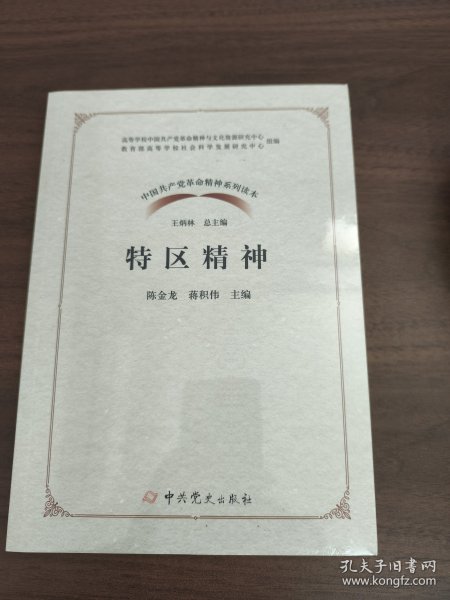 高等学校中国共产党革命精神与文化资源研究中心
教育部高等学校社会科学发展研究中心
组编
中国共产党革命精神系列读本
王炳林 总主编
特区精神
陈金龙 蒋积伟 主编
中共党史出版社
孔夫子旧书网
www.kongfz.com